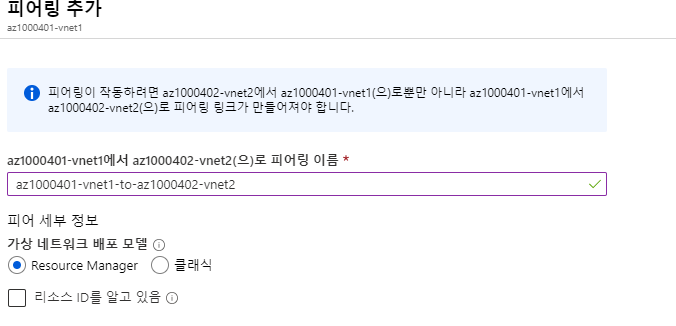 피어링 추가
az1000401-vnet1
피어링이 작동하려면 az1000402-vnet2에서 az1000401-vnet1(으)로뿐만 아니라 az1000401-vnet1에서
az1000402-vnet2(으)로 피어링 링크가 만들어져야 합니다.
az1000401-vnet1에서 az1000402-vnet2(으)로 피어링 이름 *
az1000401-vnet1-to-az1000402-vnet2
피어 세부 정보
가상 네트워크 배포 모델
Resource Manager 클래식
리소스 ID를 알고 있음